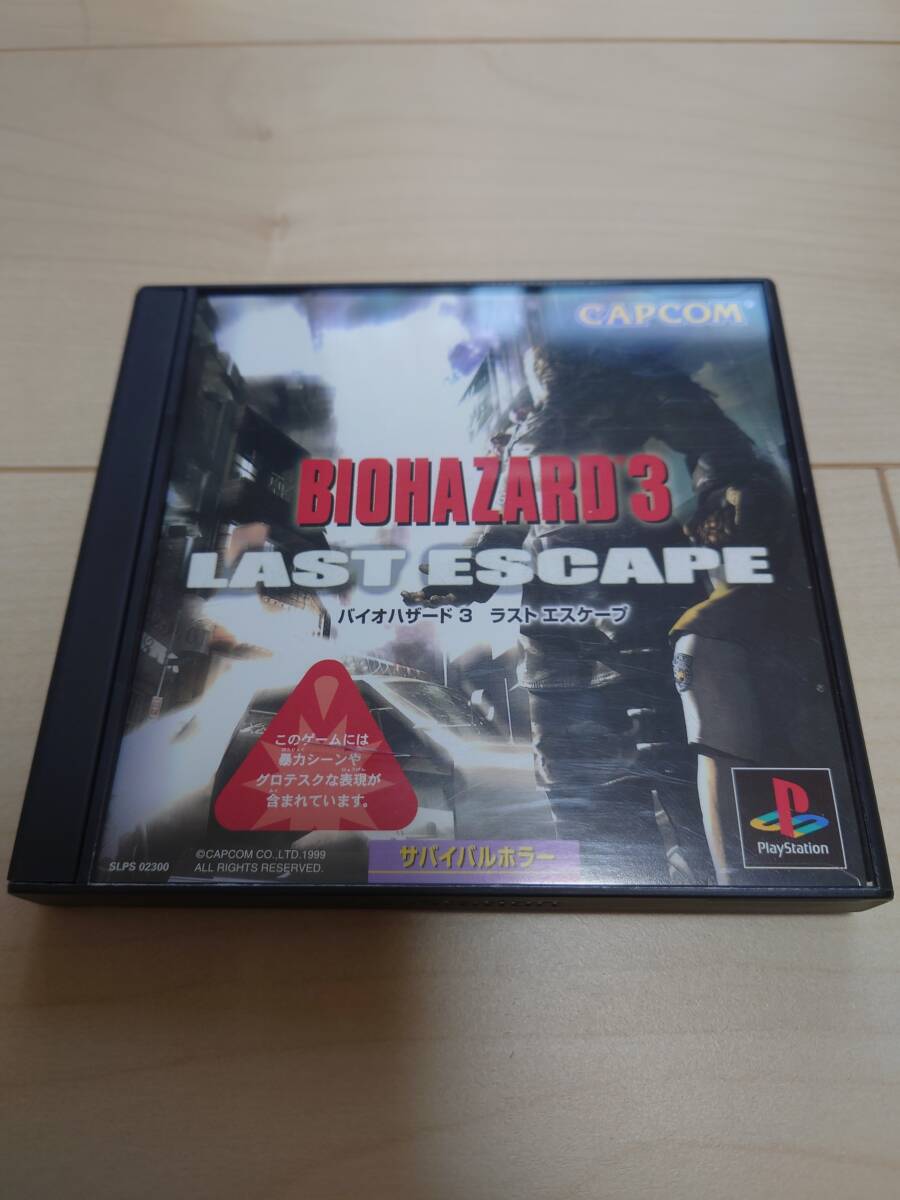 CAPCOM®
BIOHAZARD®3
LAST ESCAPE
バイオハザード 3 ラスト エスケープ
このゲームには
暴力シーンや
グロテスクな表現が
含まれています。
SLPS 02300
©CAPCOM CO.,LTD.1999
ALL RIGHTS RESERVED.
サバイバルホラー
PlayStation